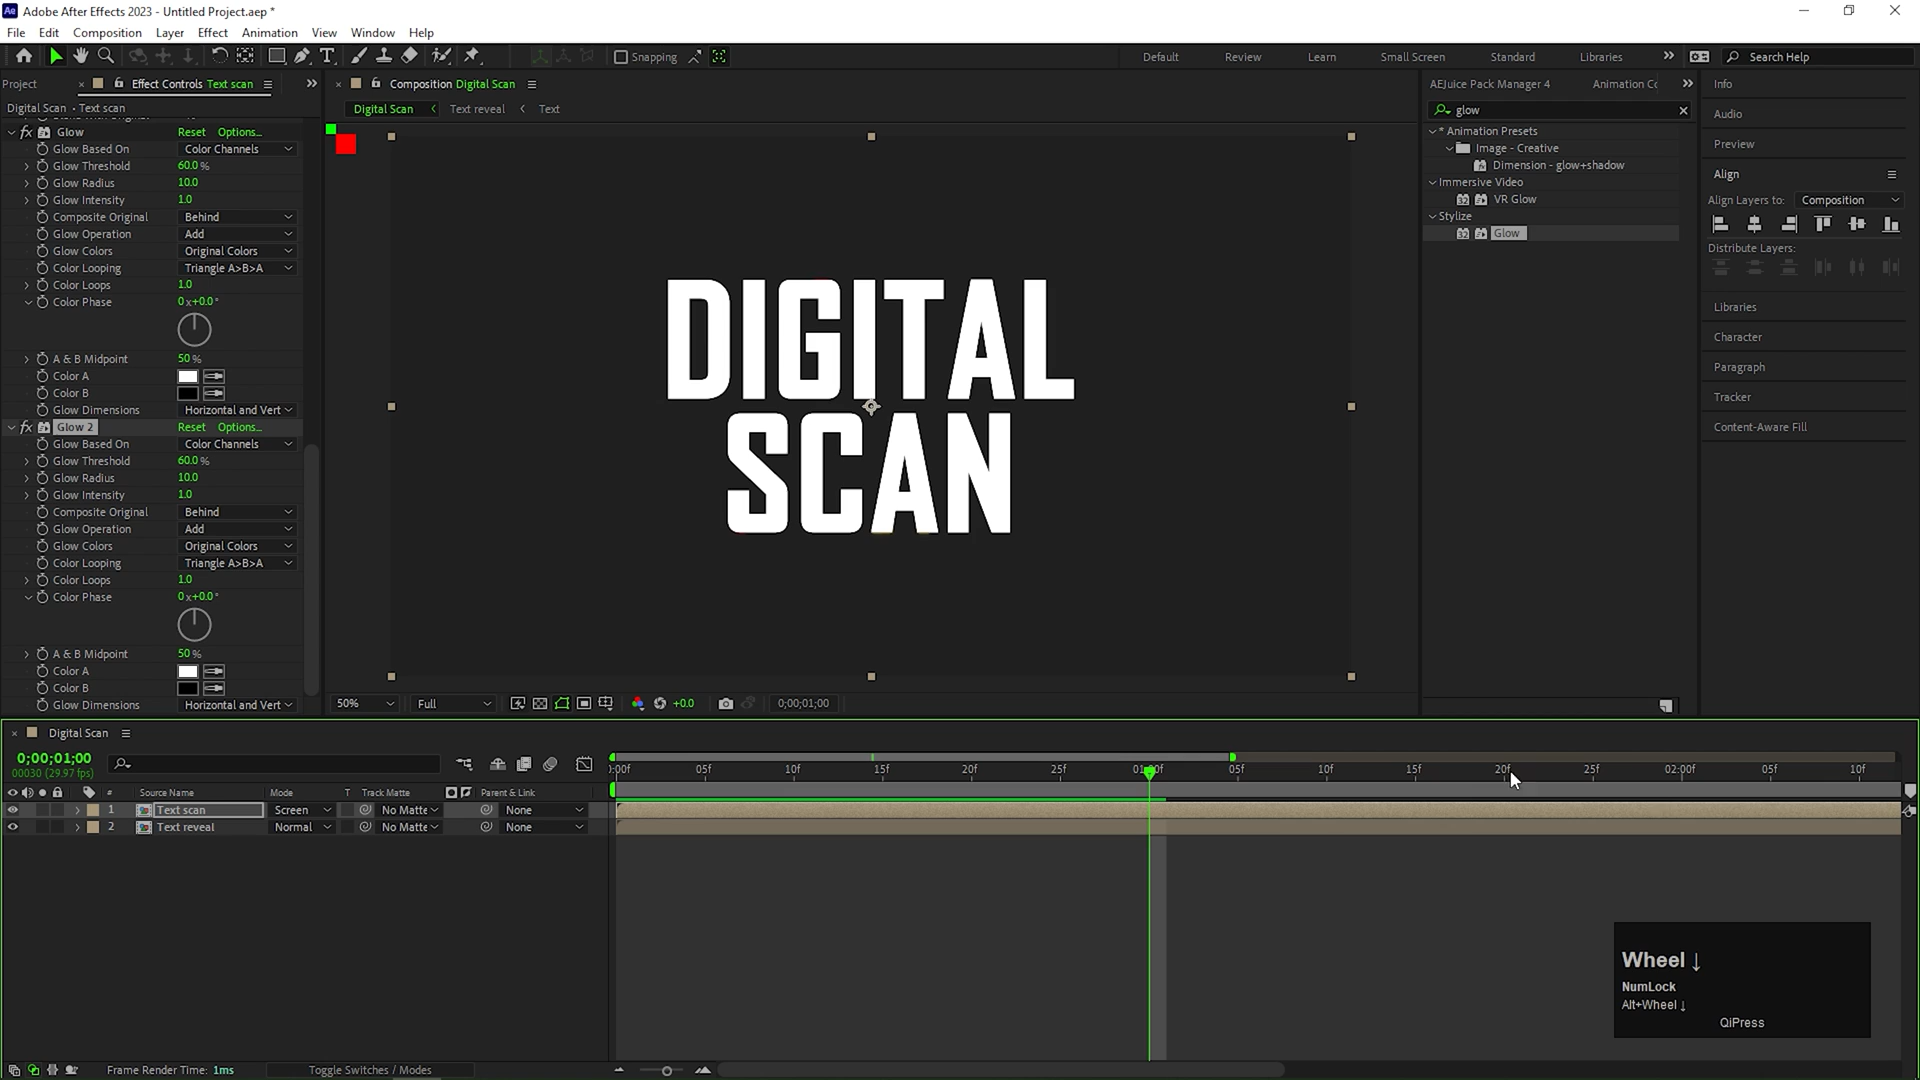 Adobe After Effects 2023 - Untitled Project.aep *
File Edit Composition Layer Effect Animation View Window Help
Snapping Default Review Learn Small Screen Standard Libraries Search Help
Project Effect Controls Text scan
Composition Digital Scan
AEJuice Pack Manager 4 Animation Co
Info
Digital Scan • Text scan
Digital Scan Text reveal Text
glow
Audio
Glow Reset Options...
* Animation Presets
Glow Based On Color Channels
Image - Creative
Preview
Glow Threshold 60.0 %
Dimension - glow+shadow
Align
Glow Radius 10.0
Immersive Video
Glow Intensity 1.0
VR Glow
Align Layers to: Composition
Composite Original Behind
Stylize
Glow Operation Add
Glow
Glow Colors Original Colors
Distribute Layers:
Color Looping Triangle A>B>A
Color Loops 1.0
Color Phase 0 x+0.0 °
Libraries
Character
A & B Midpoint 50 %
Paragraph
Color A
Color B
Tracker
Glow Dimensions Horizontal and Vert
Content-Aware Fill
DIGITAL
SCAN
Glow 2 Reset Options...
Glow Based On Color Channels
Glow Threshold 60.0 %
Glow Radius 10.0
Glow Intensity 1.0
Composite Original Behind
Glow Operation Add
Glow Colors Original Colors
Color Looping Triangle A>B>A
Color Loops 1.0
Color Phase 0 x+0.0 °
A & B Midpoint 50 %
Color A
Color B
Glow Dimensions Horizontal and Vert
50% Full +0.0 0;00;01;00
Digital Scan
0;00;01;00
00030 (29.97 fps)
):00f 05f 10f 15f 20f 25f 01:00f 05f 10f 15f 20f 25f 02:00f 05f 10f
# Source Name Mode T Track Matte Parent & Link
1 Text scan Screen No Matte None
2 Text reveal Normal No Matte None
Wheel ↓
NumLock
Alt+Wheel ↓
QiPress
Frame Render Time: 1ms Toggle Switches / Modes